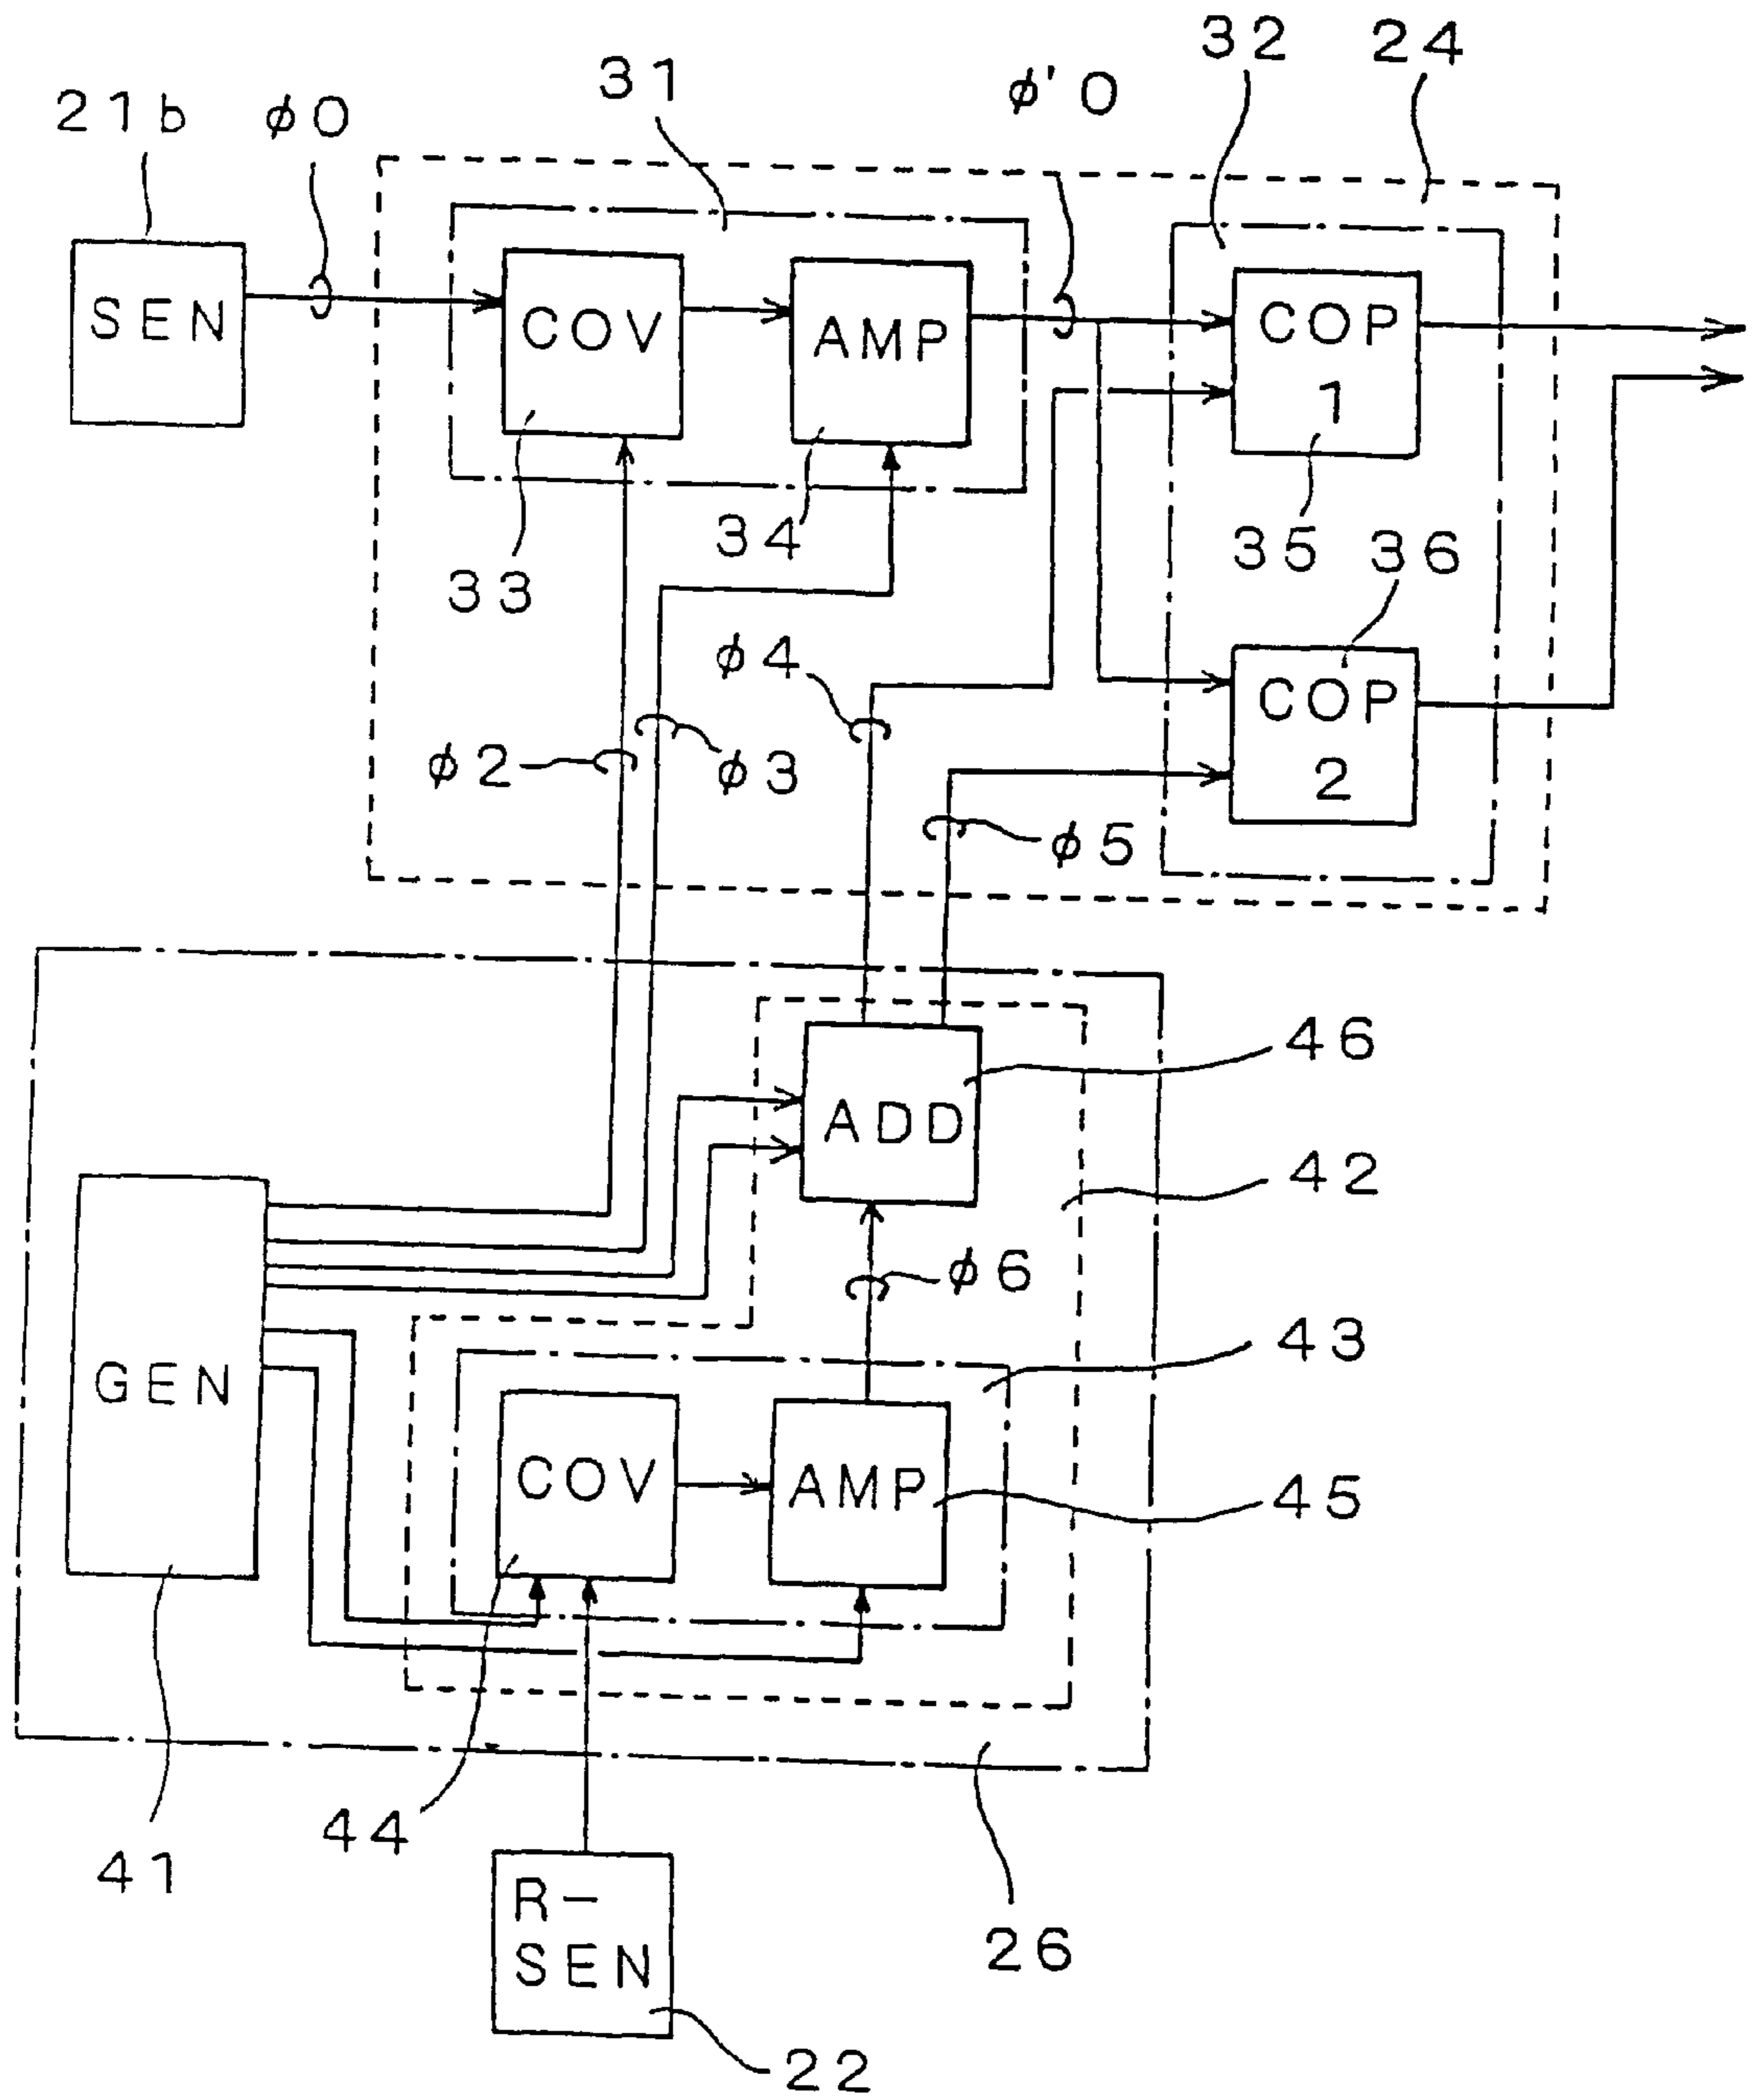 32
24
31
φ'0
21b
φ0
SEN
COV
AMP
COP
1
34
35
36
33
φ4
COP
2
φ2
φ3
φ5
46
ADD
42
φ6
43
GEN
COV
AMP
45
44
41
R-
SEN
26
22